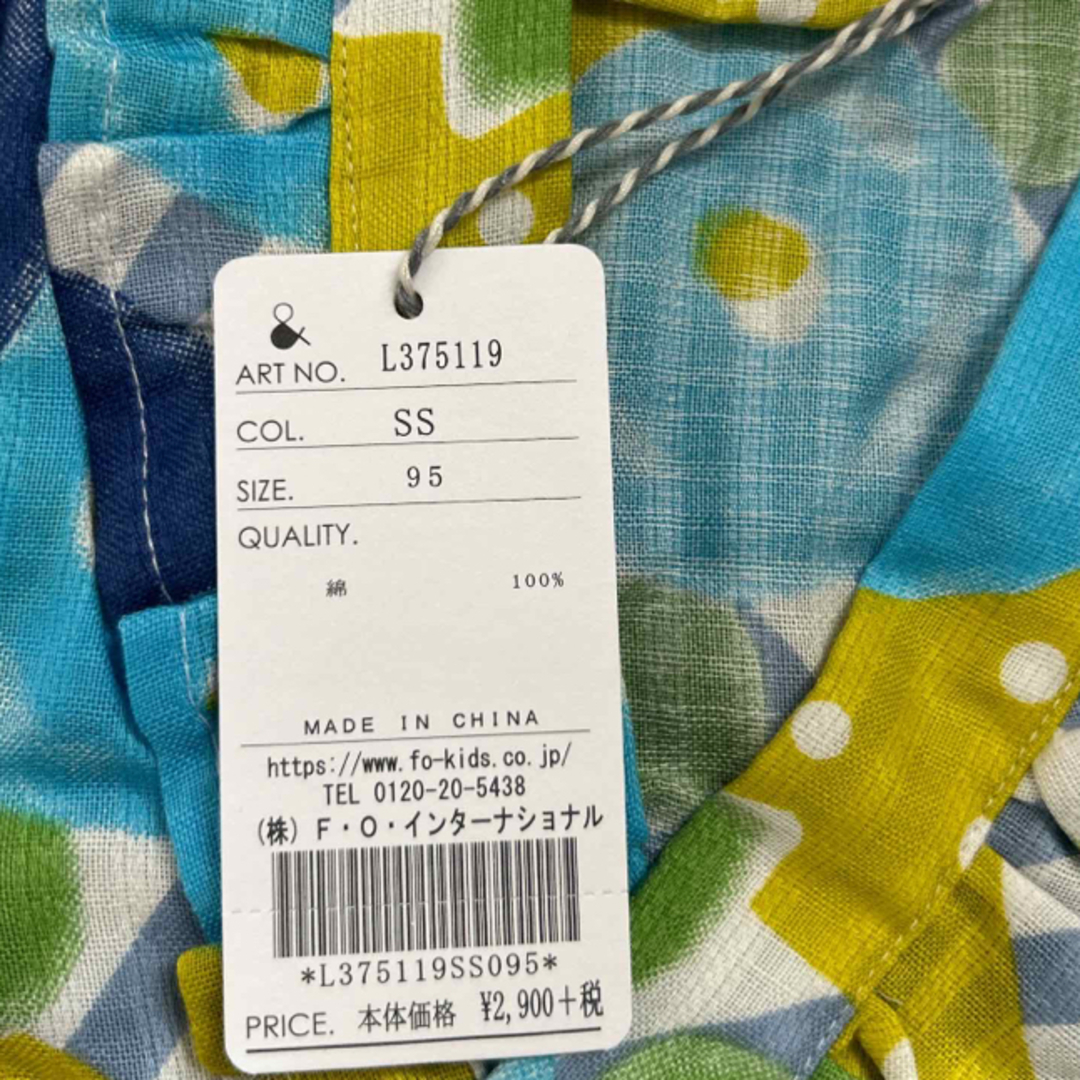 &
ART NO. L375119
COL. SS
SIZE. 95
QUALITY.
綿 100%
MADE IN CHINA
https://www.fo-kids.co.jp/
TEL 0120-20-5438
(株) F・O・インターナショナル
*L375119SS095*
PRICE. 本体価格 ¥2,900+税